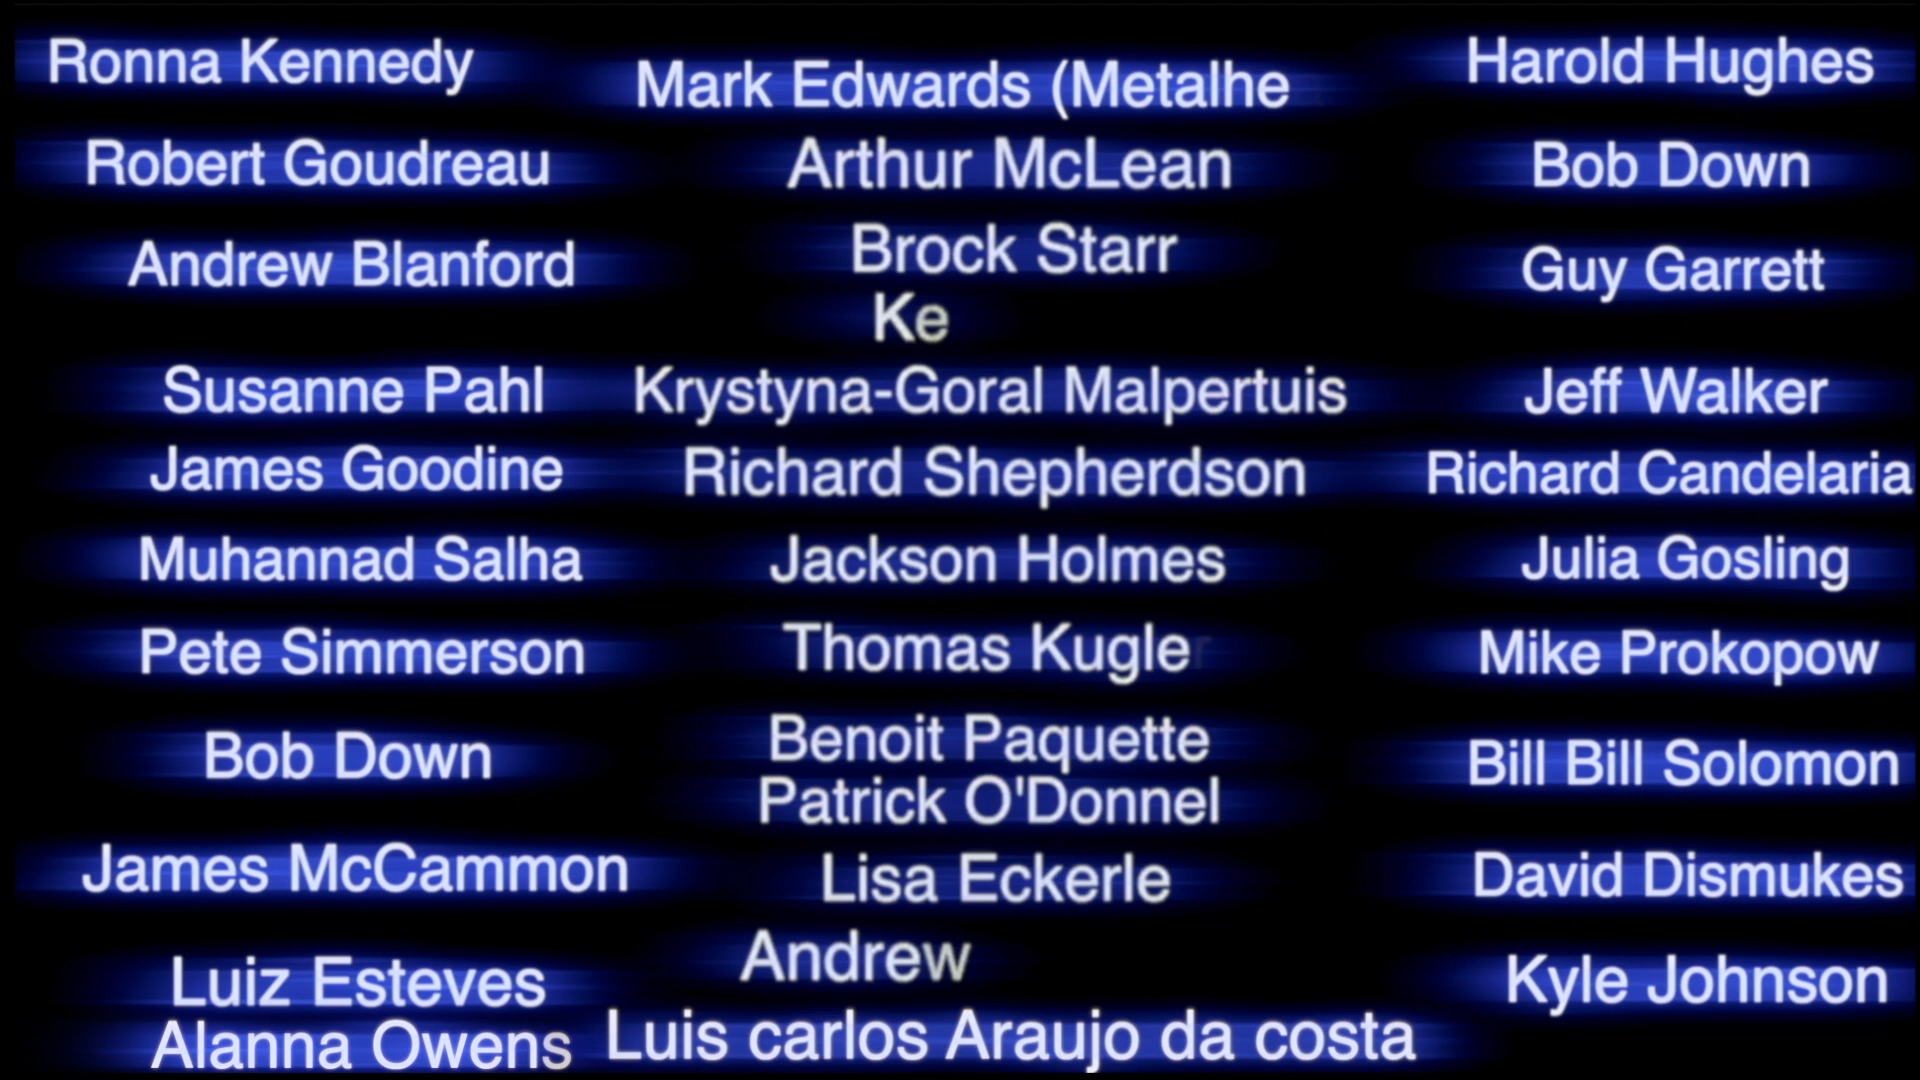 Ronna Kennedy
Robert Goudreau
Andrew Blanford
Susanne Pahl
James Goodine
Muhannad Salha
Pete Simmerson
Bob Down
James McCammon
Luiz Esteves
Alanna Owens
Mark Edwards (Metalhe
Arthur McLean
Brock Starr
Ke
Krystyna-Goral Malpertuis
Richard Shepherdson
Jackson Holmes
Thomas Kugler
Benoit Paquette
Patrick O'Donnel
Lisa Eckerle
Andrew
Luis carlos Araujo da costa
Harold Hughes
Bob Down
Guy Garrett
Jeff Walker
Richard Candelaria
Julia Gosling
Mike Prokopow
Bill Bill Solomon
David Dismukes
Kyle Johnson